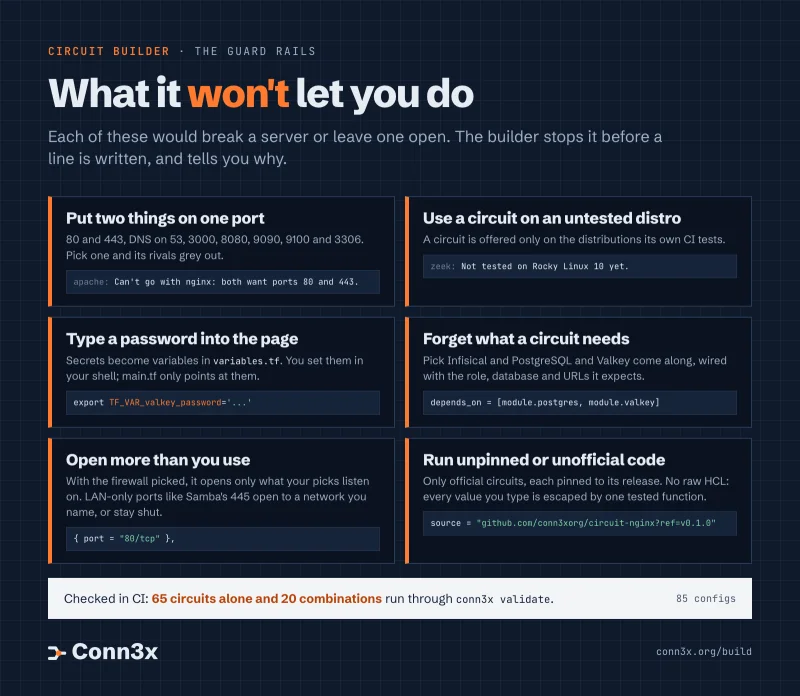 CIRCUIT BUILDER · THE GUARD RAILS
What it won't let you do
Each of these would break a server or leave one open. The builder stops it before a
line is written, and tells you why.
Put two things on one port
80 and 443, DNS on 53, 3000, 8080, 9090, 9100 and 3306.
Pick one and its rivals grey out.
apache: Can't go with nginx: both want ports 80 and 443.
Use a circuit on an untested distro
A circuit is offered only on the distributions its own CI tests.
zeek: Not tested on Rocky Linux 10 yet.
Type a password into the page
Secrets become variables in variables.tf. You set them in
your shell; main.tf only points at them.
export TF_VAR_valkey_password='...'
Forget what a circuit needs
Pick Infisical and PostgreSQL and Valkey come along, wired
with the role, database and URLs it expects.
depends_on = [module.postgres, module.valkey]
Open more than you use
With the firewall picked, it opens only what your picks listen
on. LAN-only ports like Samba's 445 open to a network you
name, or stay shut.
{ port = "80/tcp" },
Run unpinned or unofficial code
Only official circuits, each pinned to its release. No raw HCL:
every value you type is escaped by one tested function.
source = "github.com/conn3xorg/circuit-nginx?ref=v0.1.0"
Checked in CI: 65 circuits alone and 20 combinations run through conn3x validate.
85 configs
Conn3x
conn3x.org/build